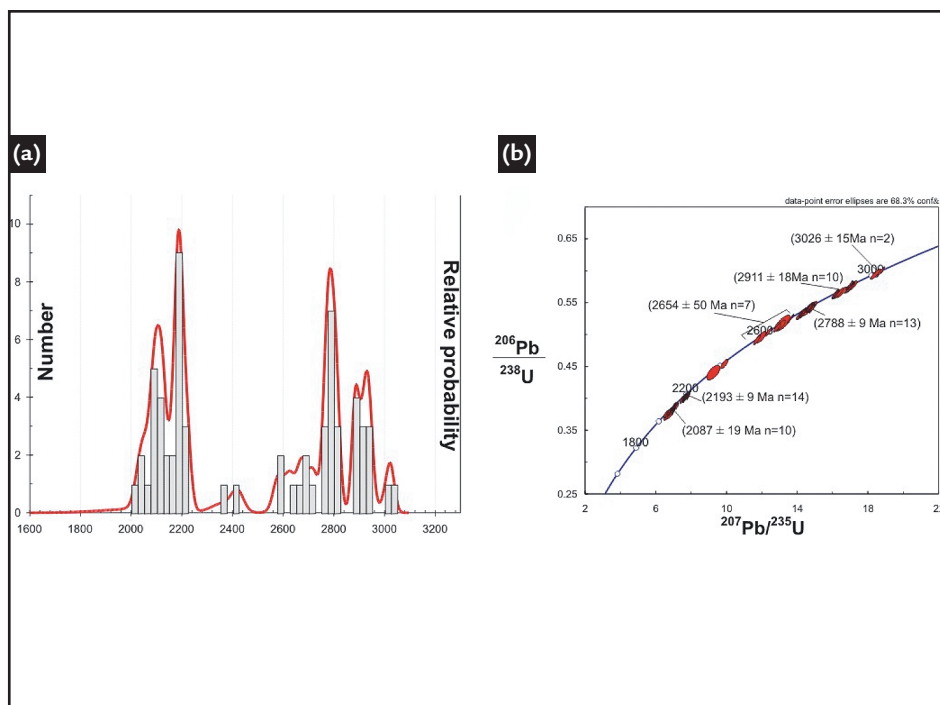 (a)
(b)
10
8
6
4
2
0
Number
Relative probability
1600 1800 2000 2200 2400 2600 2800 3000 3200
data-point error ellipses are 68.3% conf&
0.65
0.55
0.45
0.35
0.25
206Pb
238U
(3026 ± 15Ma n=2)
3000
(2911 ± 18Ma n=10)
(2654 ± 50 Ma n=7)
(2788 ± 9 Ma n=13)
2600
2200
(2193 ± 9 Ma n=14)
(2087 ± 19 Ma n=10)
1800
2 6 10 14 18
207Pb/235U